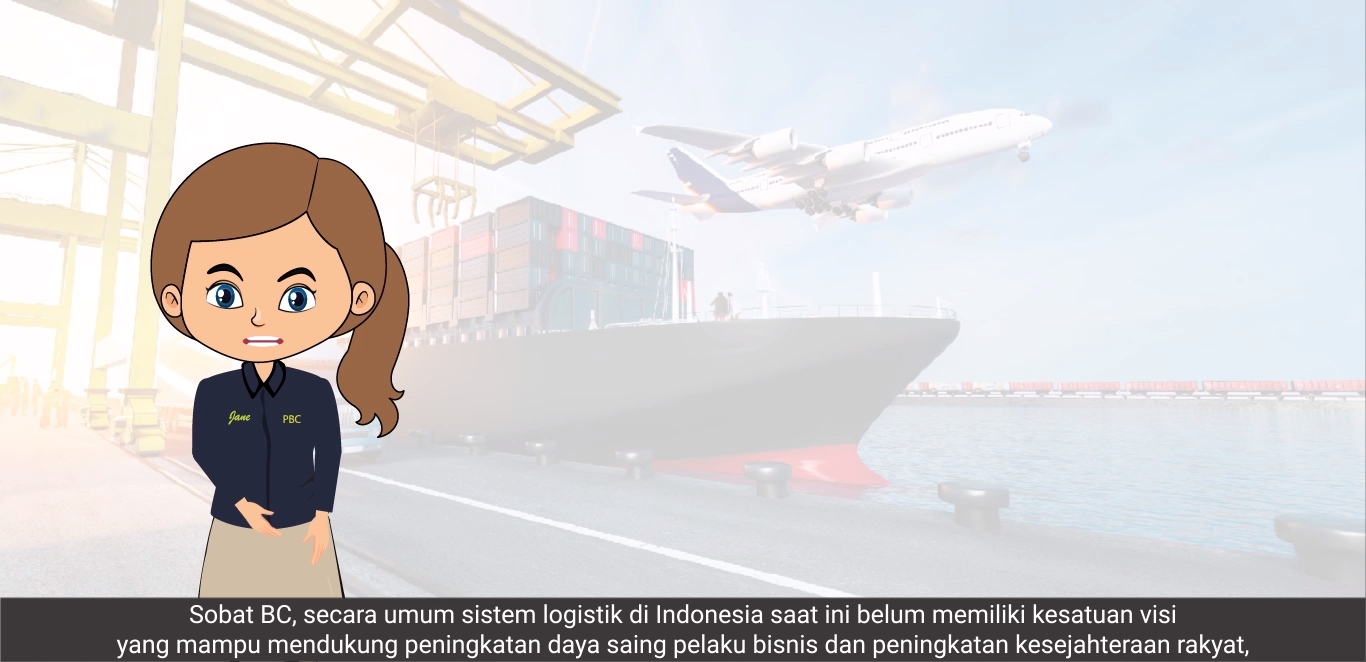 Jane PBC
Sobat BC, secara umum sistem logistik di Indonesia saat ini belum memiliki kesatuan visi
yang mampu mendukung peningkatan daya saing pelaku bisnis dan peningkatan kesejahteraan rakyat,